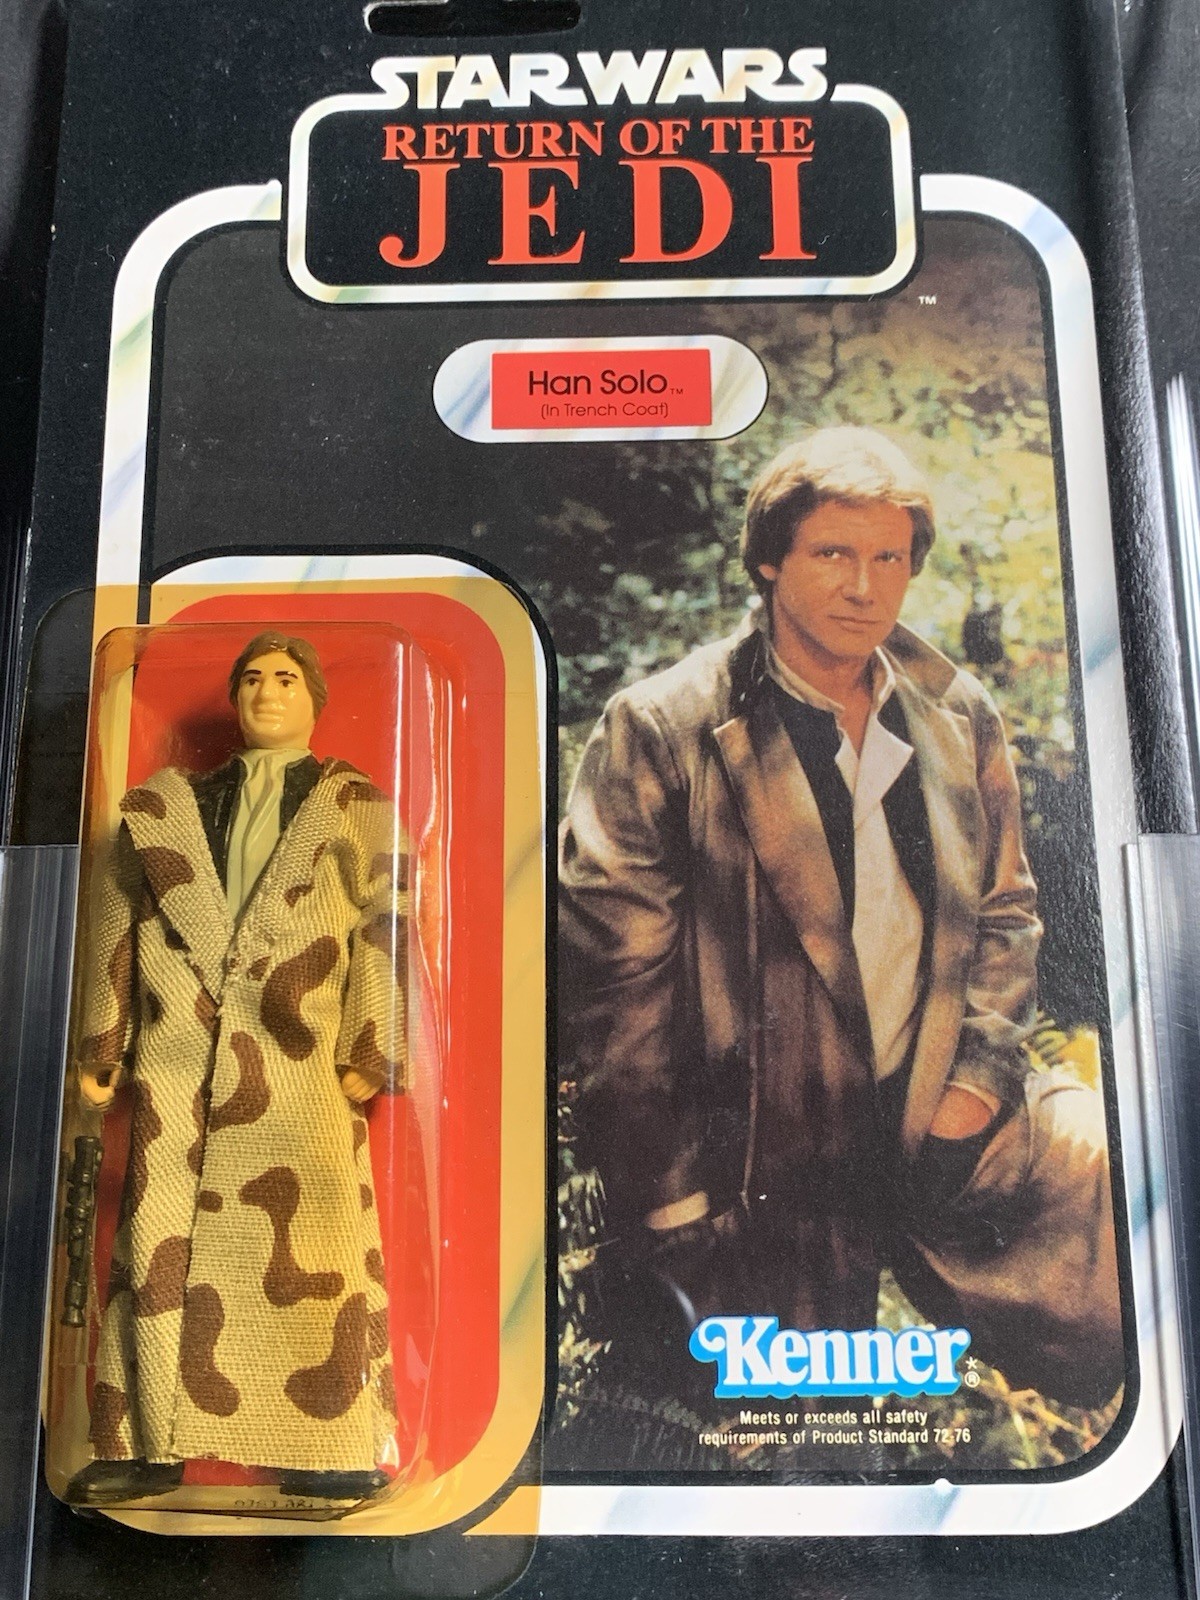 STAR WARS
RETURN OF THE
JEDI
TM
Han Solo TM
(In Trench Coat)
Kenner*®
Meets or exceeds all safety
requirements of Product Standard 72-76